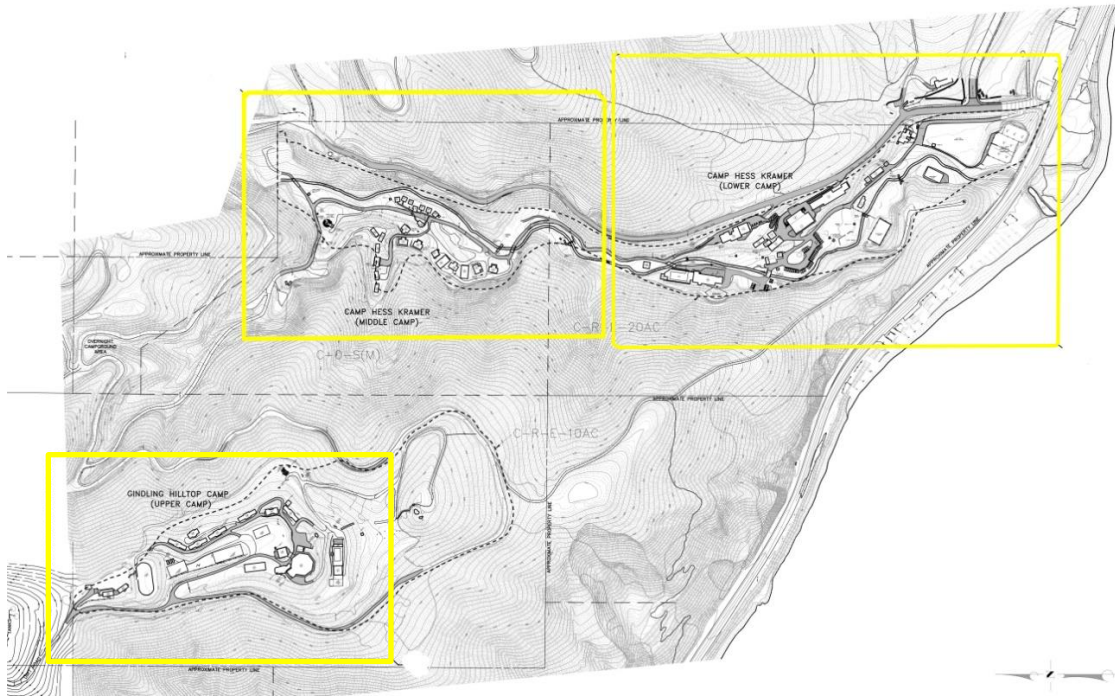 APPROXIMATE PROPERTY LINE
CAMP HESS KRAMER
(LOWER CAMP)
APPROXIMATE PROPERTY LINE
APPROXIMATE PROPERTY LINE
CAMP HESS KRAMER
(MIDDLE CAMP)
C-R-E-20AC
OVERNIGHT
CAMPGROUND
AREA
C-O-S(M)
APPROXIMATE PROPERTY LINE
C-R-E-10AC
GINDLING HILLTOP CAMP
(UPPER CAMP)
APPROXIMATE PROPERTY LINE
APPROXIMATE PROPERTY LINE